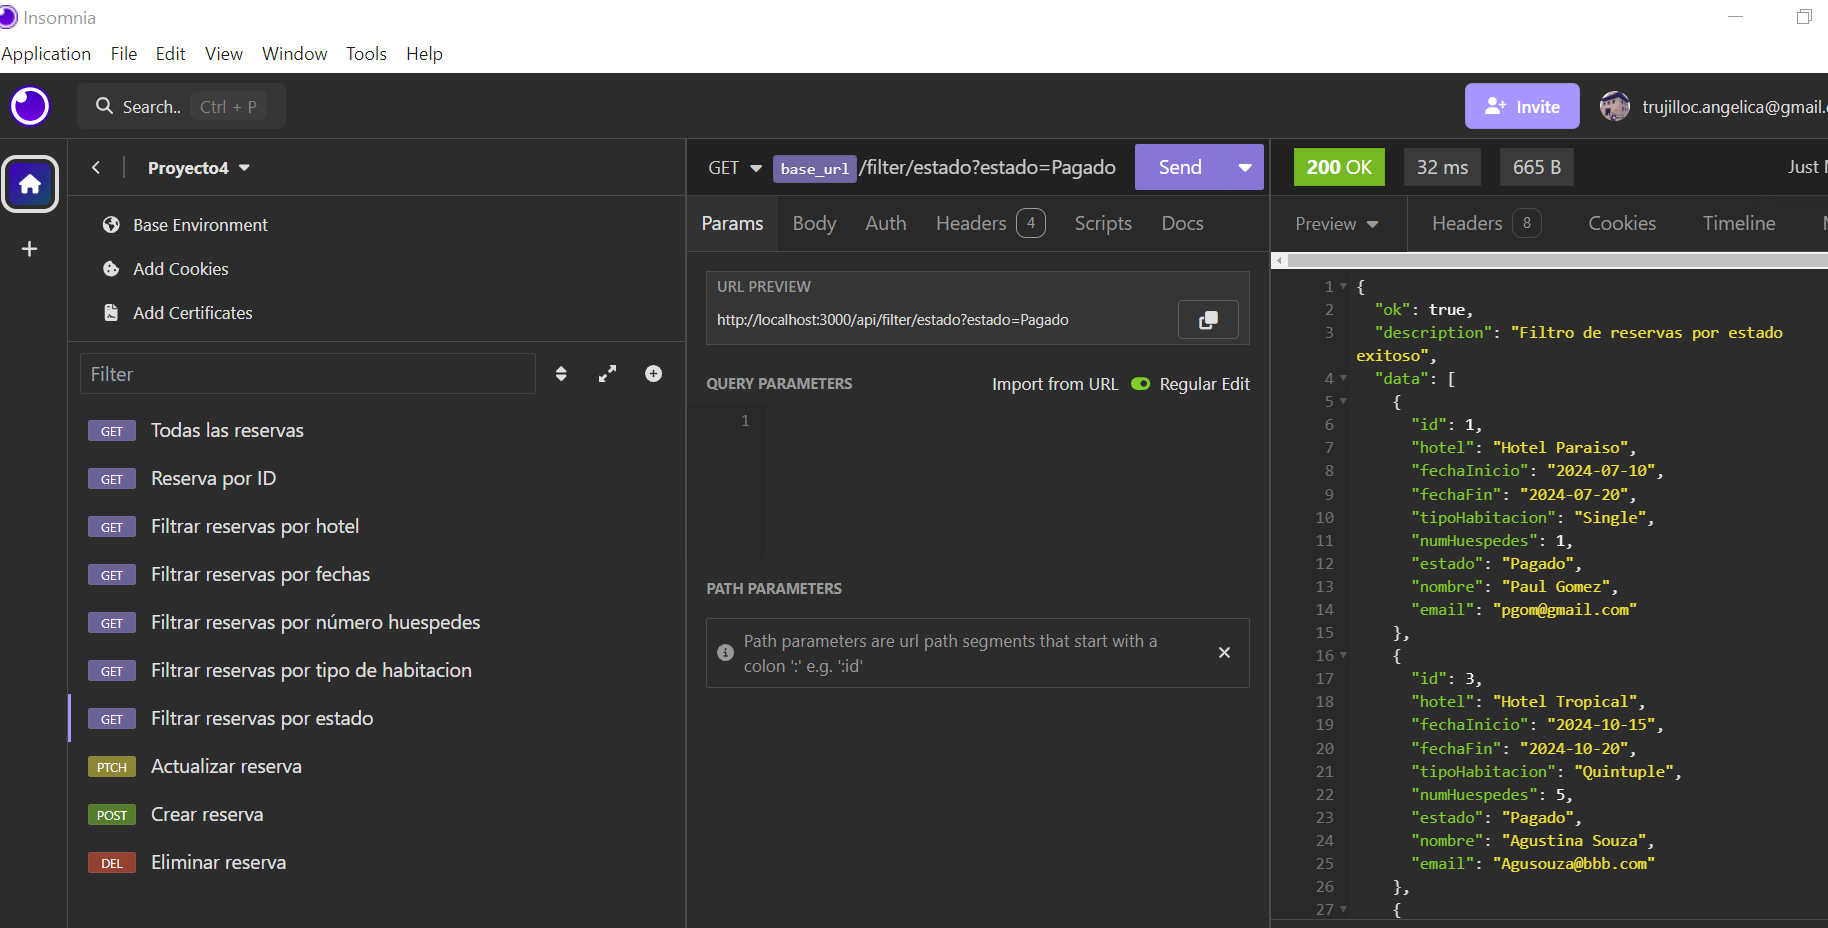 Insomnia
Application File Edit View Window Tools Help
Search.. Ctrl + P
Invite
trujilloc.angelica@gmail.
Proyecto4
Base Environment
Add Cookies
Add Certificates
Filter
GET Todas las reservas
GET Reserva por ID
GET Filtrar reservas por hotel
GET Filtrar reservas por fechas
GET Filtrar reservas por número huespedes
GET Filtrar reservas por tipo de habitacion
GET Filtrar reservas por estado
PTCH Actualizar reserva
POST Crear reserva
DEL Eliminar reserva
GET base_url /filter/estado?estado=Pagado Send
Params Body Auth Headers 4 Scripts Docs
URL PREVIEW
http://localhost:3000/api/filter/estado?estado=Pagado
QUERY PARAMETERS Import from URL Regular Edit
1
PATH PARAMETERS
Path parameters are url path segments that start with a
colon ':' e.g. ':id'
200 OK 32 ms 665 B Just
Preview Headers 8 Cookies Timeline
1 {
2 "ok": true,
3 "description": "Filtro de reservas por estado
exitoso",
4 "data": [
5 {
6 "id": 1,
7 "hotel": "Hotel Paraiso",
8 "fechaInicio": "2024-07-10",
9 "fechaFin": "2024-07-20",
10 "tipoHabitacion": "Single",
11 "numHuespedes": 1,
12 "estado": "Pagado",
13 "nombre": "Paul Gomez",
14 "email": "pgom@gmail.com"
15 },
16 {
17 "id": 3,
18 "hotel": "Hotel Tropical",
19 "fechaInicio": "2024-10-15",
20 "fechaFin": "2024-10-20",
21 "tipoHabitacion": "Quintuple",
22 "numHuespedes": 5,
23 "estado": "Pagado",
24 "nombre": "Agustina Souza",
25 "email": "Agusouza@bbb.com"
26 },
27 {